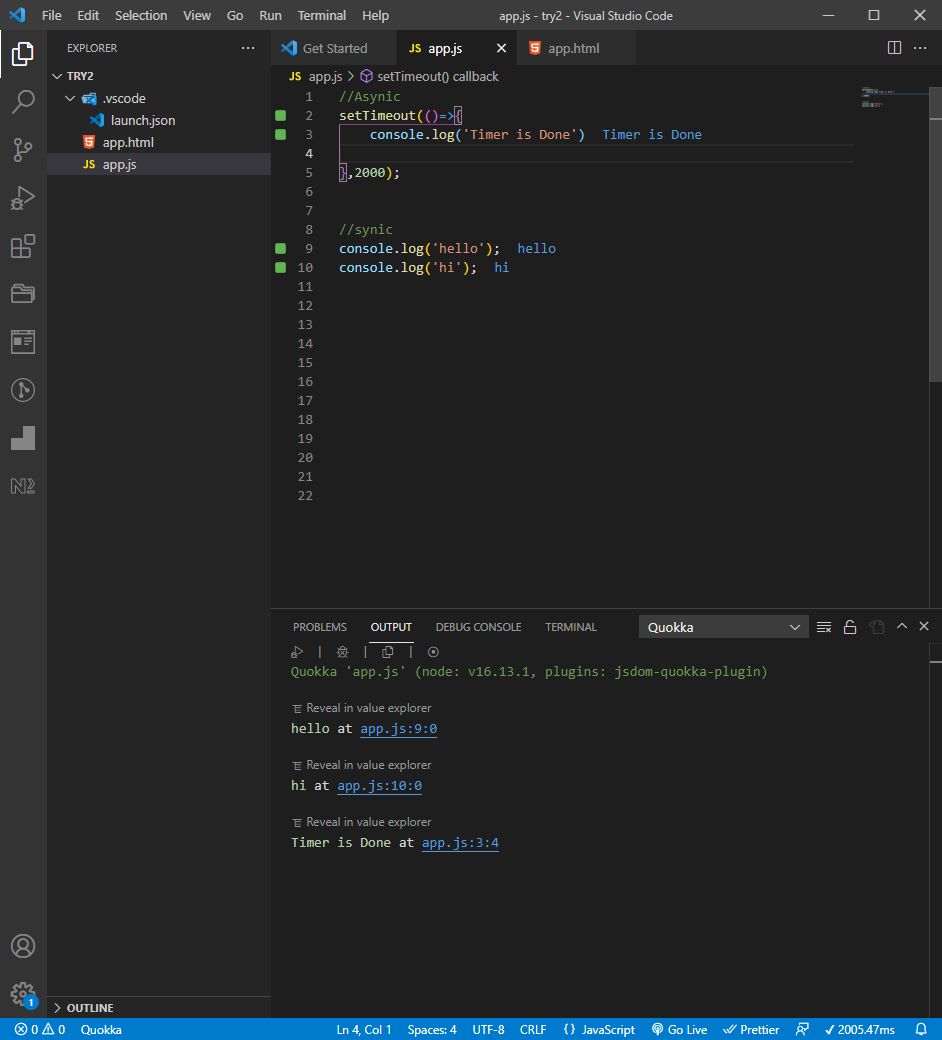 File Edit Selection View Go Run Terminal Help app.js - try2 - Visual Studio Code
EXPLORER ···
TRY2
.vscode
launch.json
app.html
JS app.js
OUTLINE
Get Started JS app.js app.html
JS app.js > setTimeout() callback
1 //Asynic
2 setTimeout(()=>{
3 console.log('Timer is Done') Timer is Done
4
5 },2000);
6
7
8 //synic
9 console.log('hello'); hello
10 console.log('hi'); hi
11
12
13
14
15
16
17
18
19
20
21
22
PROBLEMS OUTPUT DEBUG CONSOLE TERMINAL Quokka
Quokka 'app.js' (node: v16.13.1, plugins: jsdom-quokka-plugin)
Reveal in value explorer
hello at app.js:9:0
Reveal in value explorer
hi at app.js:10:0
Reveal in value explorer
Timer is Done at app.js:3:4
1
0 0 Quokka Ln 4, Col 1 Spaces: 4 UTF-8 CRLF {} JavaScript Go Live Prettier 2005.47ms